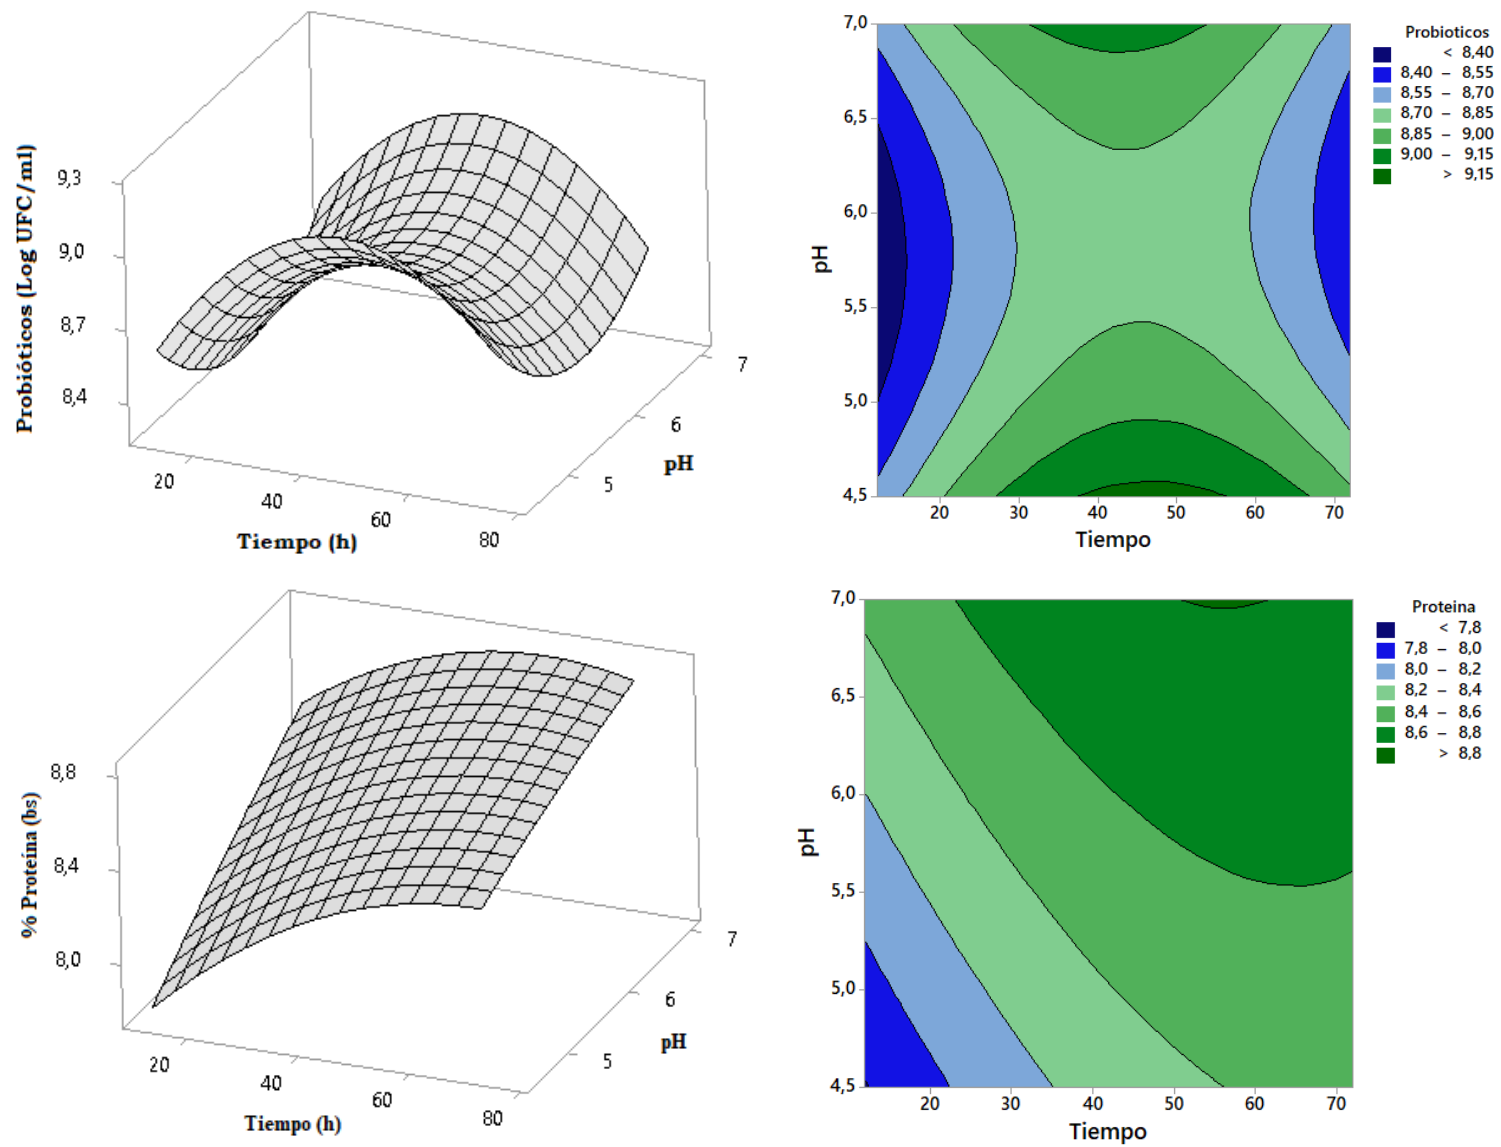 Probióticos (Log UFC/ml)
9,3
9,0
8,7
8,4
20
40
60
80
Tiempo (h)
5
6
7
pH
7,0
6,5
6,0
5,5
5,0
4,5
pH
20
30
40
50
60
70
Tiempo
Probioticos
< 8,40
8,40 – 8,55
8,55 – 8,70
8,70 – 8,85
8,85 – 9,00
9,00 – 9,15
> 9,15
% Proteína (bs)
8,8
8,4
8,0
20
40
60
80
Tiempo (h)
5
6
7
pH
7,0
6,5
6,0
5,5
5,0
4,5
pH
20
30
40
50
60
70
Tiempo
Proteina
< 7,8
7,8 – 8,0
8,0 – 8,2
8,2 – 8,4
8,4 – 8,6
8,6 – 8,8
> 8,8